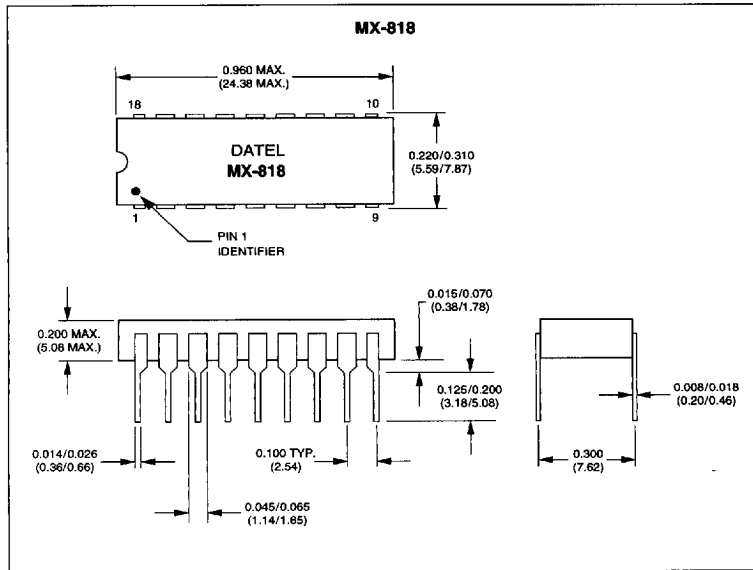 MX-818
0.960 MAX.
(24.38 MAX.)
18
10
DATEL
MX-818
0.220/0.310
(5.59/7.87)
1
9
PIN 1
IDENTIFIER
0.015/0.070
(0.38/1.78)
0.200 MAX.
(5.08 MAX.)
0.125/0.200
(3.18/5.08)
0.008/0.018
(0.20/0.46)
0.014/0.026
(0.36/0.66)
0.100 TYP.
(2.54)
0.300
(7.62)
0.045/0.065
(1.14/1.65)